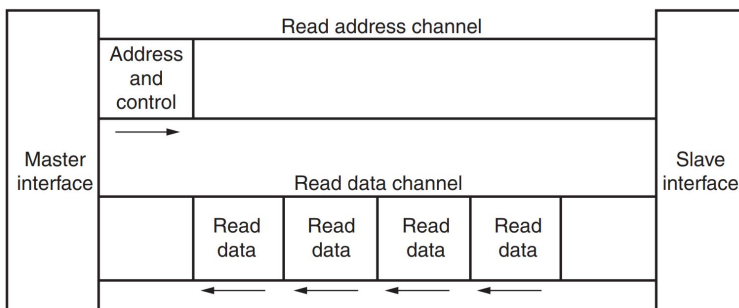 Read address channel
Address
and
control
Master
interface
Slave
interface
Read data channel
Read
data
Read
data
Read
data
Read
data